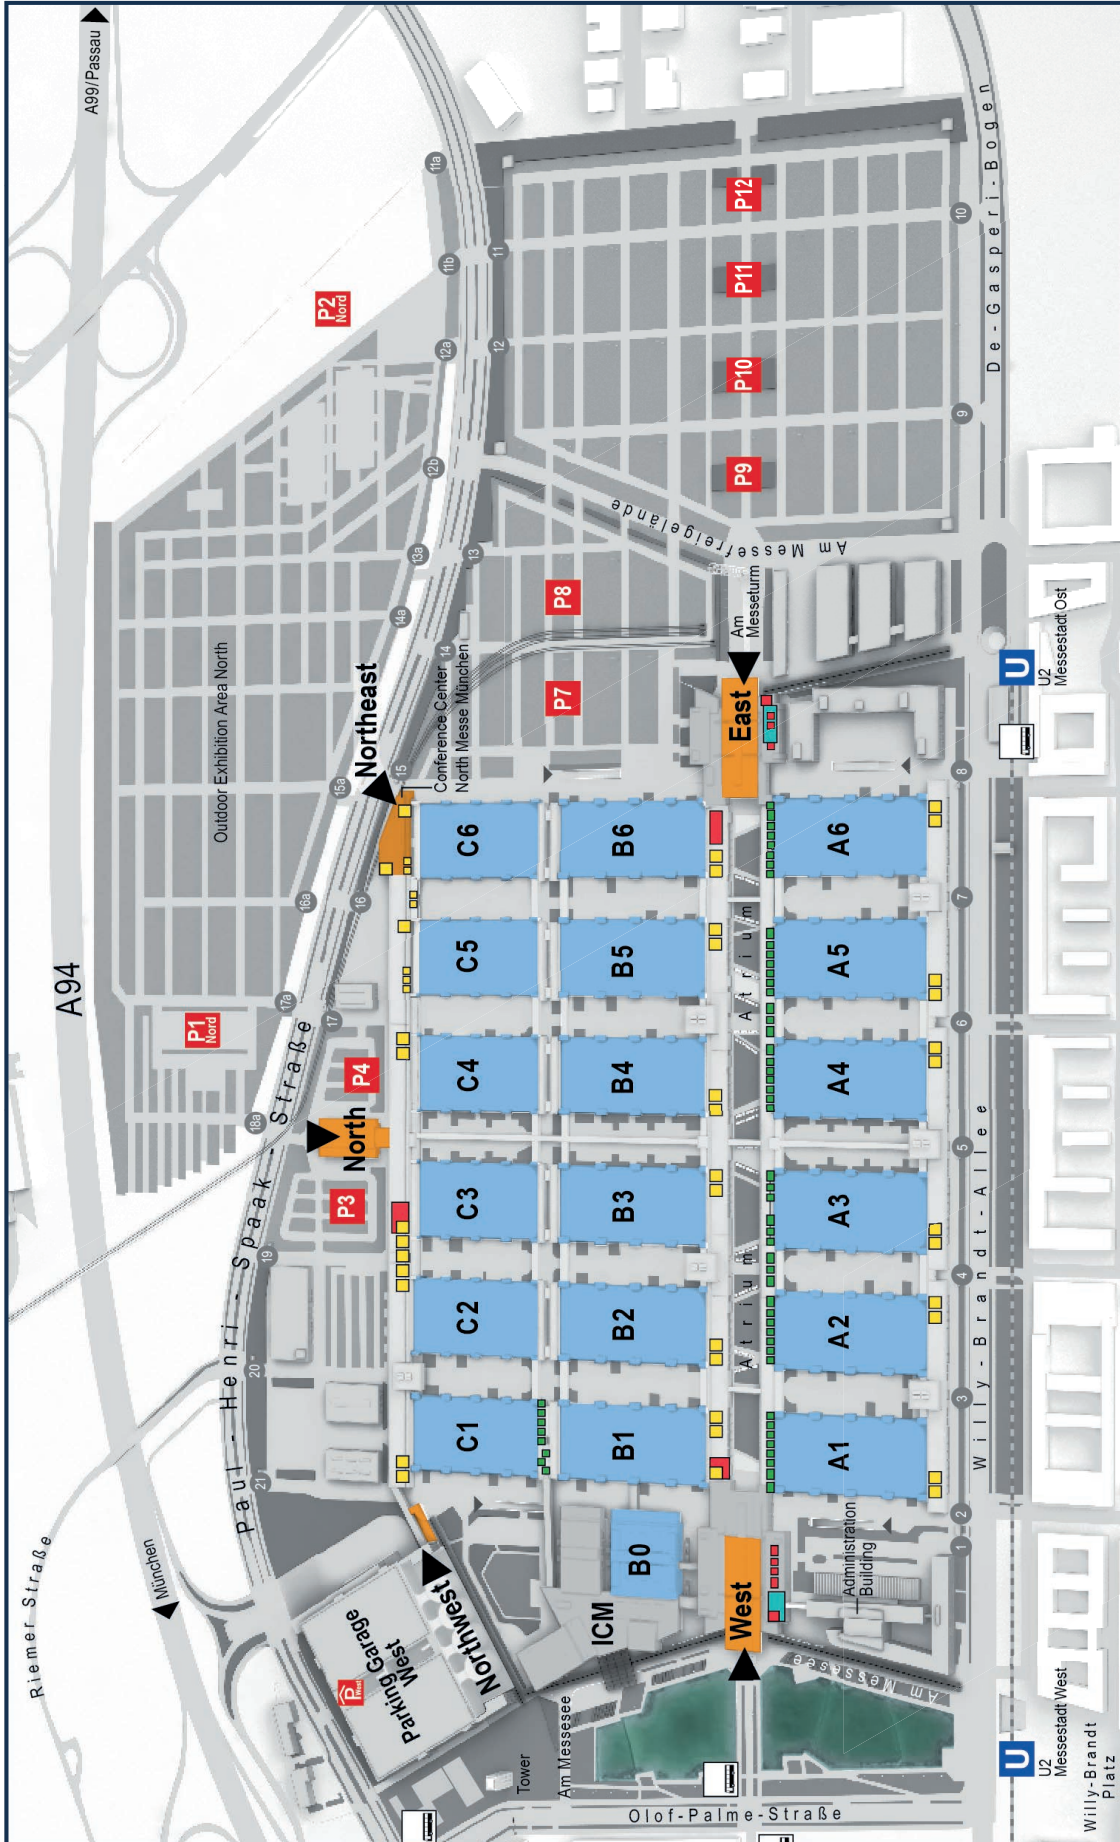 A99/Passau
A94
München
Riemer Straße
Paul-Henri-Spaak-Straße
Outdoor Exhibition Area North
P1
Nord
P2
Nord
11a
11b
12a
12b
13a
14a
15a
16a
17a
18a
11
12
13
14
15
16
17
19
20
21
Northeast
Conference Center
North Messe München
North
P3
P4
P7
P8
P9
P10
P11
P12
Am Messefreigelände
De-Gasperi-Bogen
Northwest
Parking Garage
West
P
West
Tower
Am Messesee
ICM
B0
C1
C2
C3
C4
C5
C6
B1
B2
B3
B4
B5
B6
Atrium
Atrium
A1
A2
A3
A4
A5
A6
West
East
Am
Messeturm
Administration
Building
Am Messesee
Olof-Palme-Straße
1
2
3
4
5
6
7
8
9
10
Willy-Brandt-Allee
U
U2
Messestadt West
Willy-Brandt
Platz
U
U2
Messestadt Ost